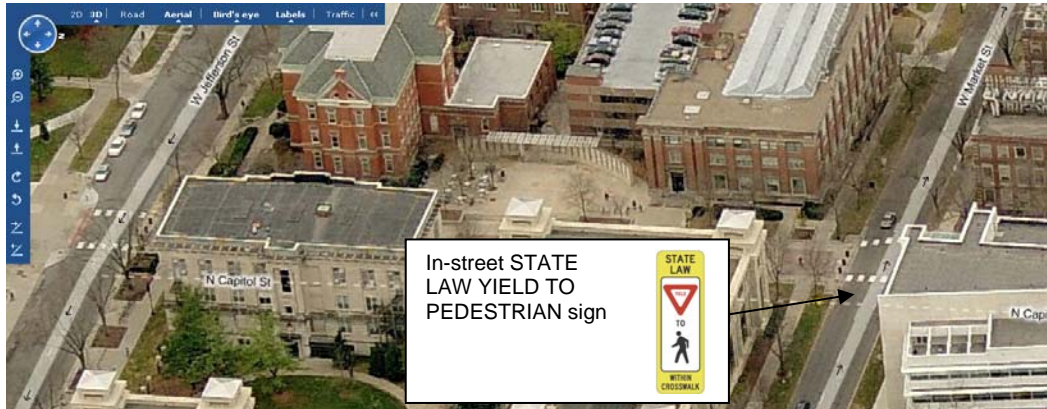 2D 3D Road Aerial Bird's eye Labels Traffic «
W Jefferson St
W Market St
N Capitol St
In-street STATE
LAW YIELD TO
PEDESTRIAN sign
STATE
LAW
YIELD
TO
WITHIN
CROSSWALK
N Capi